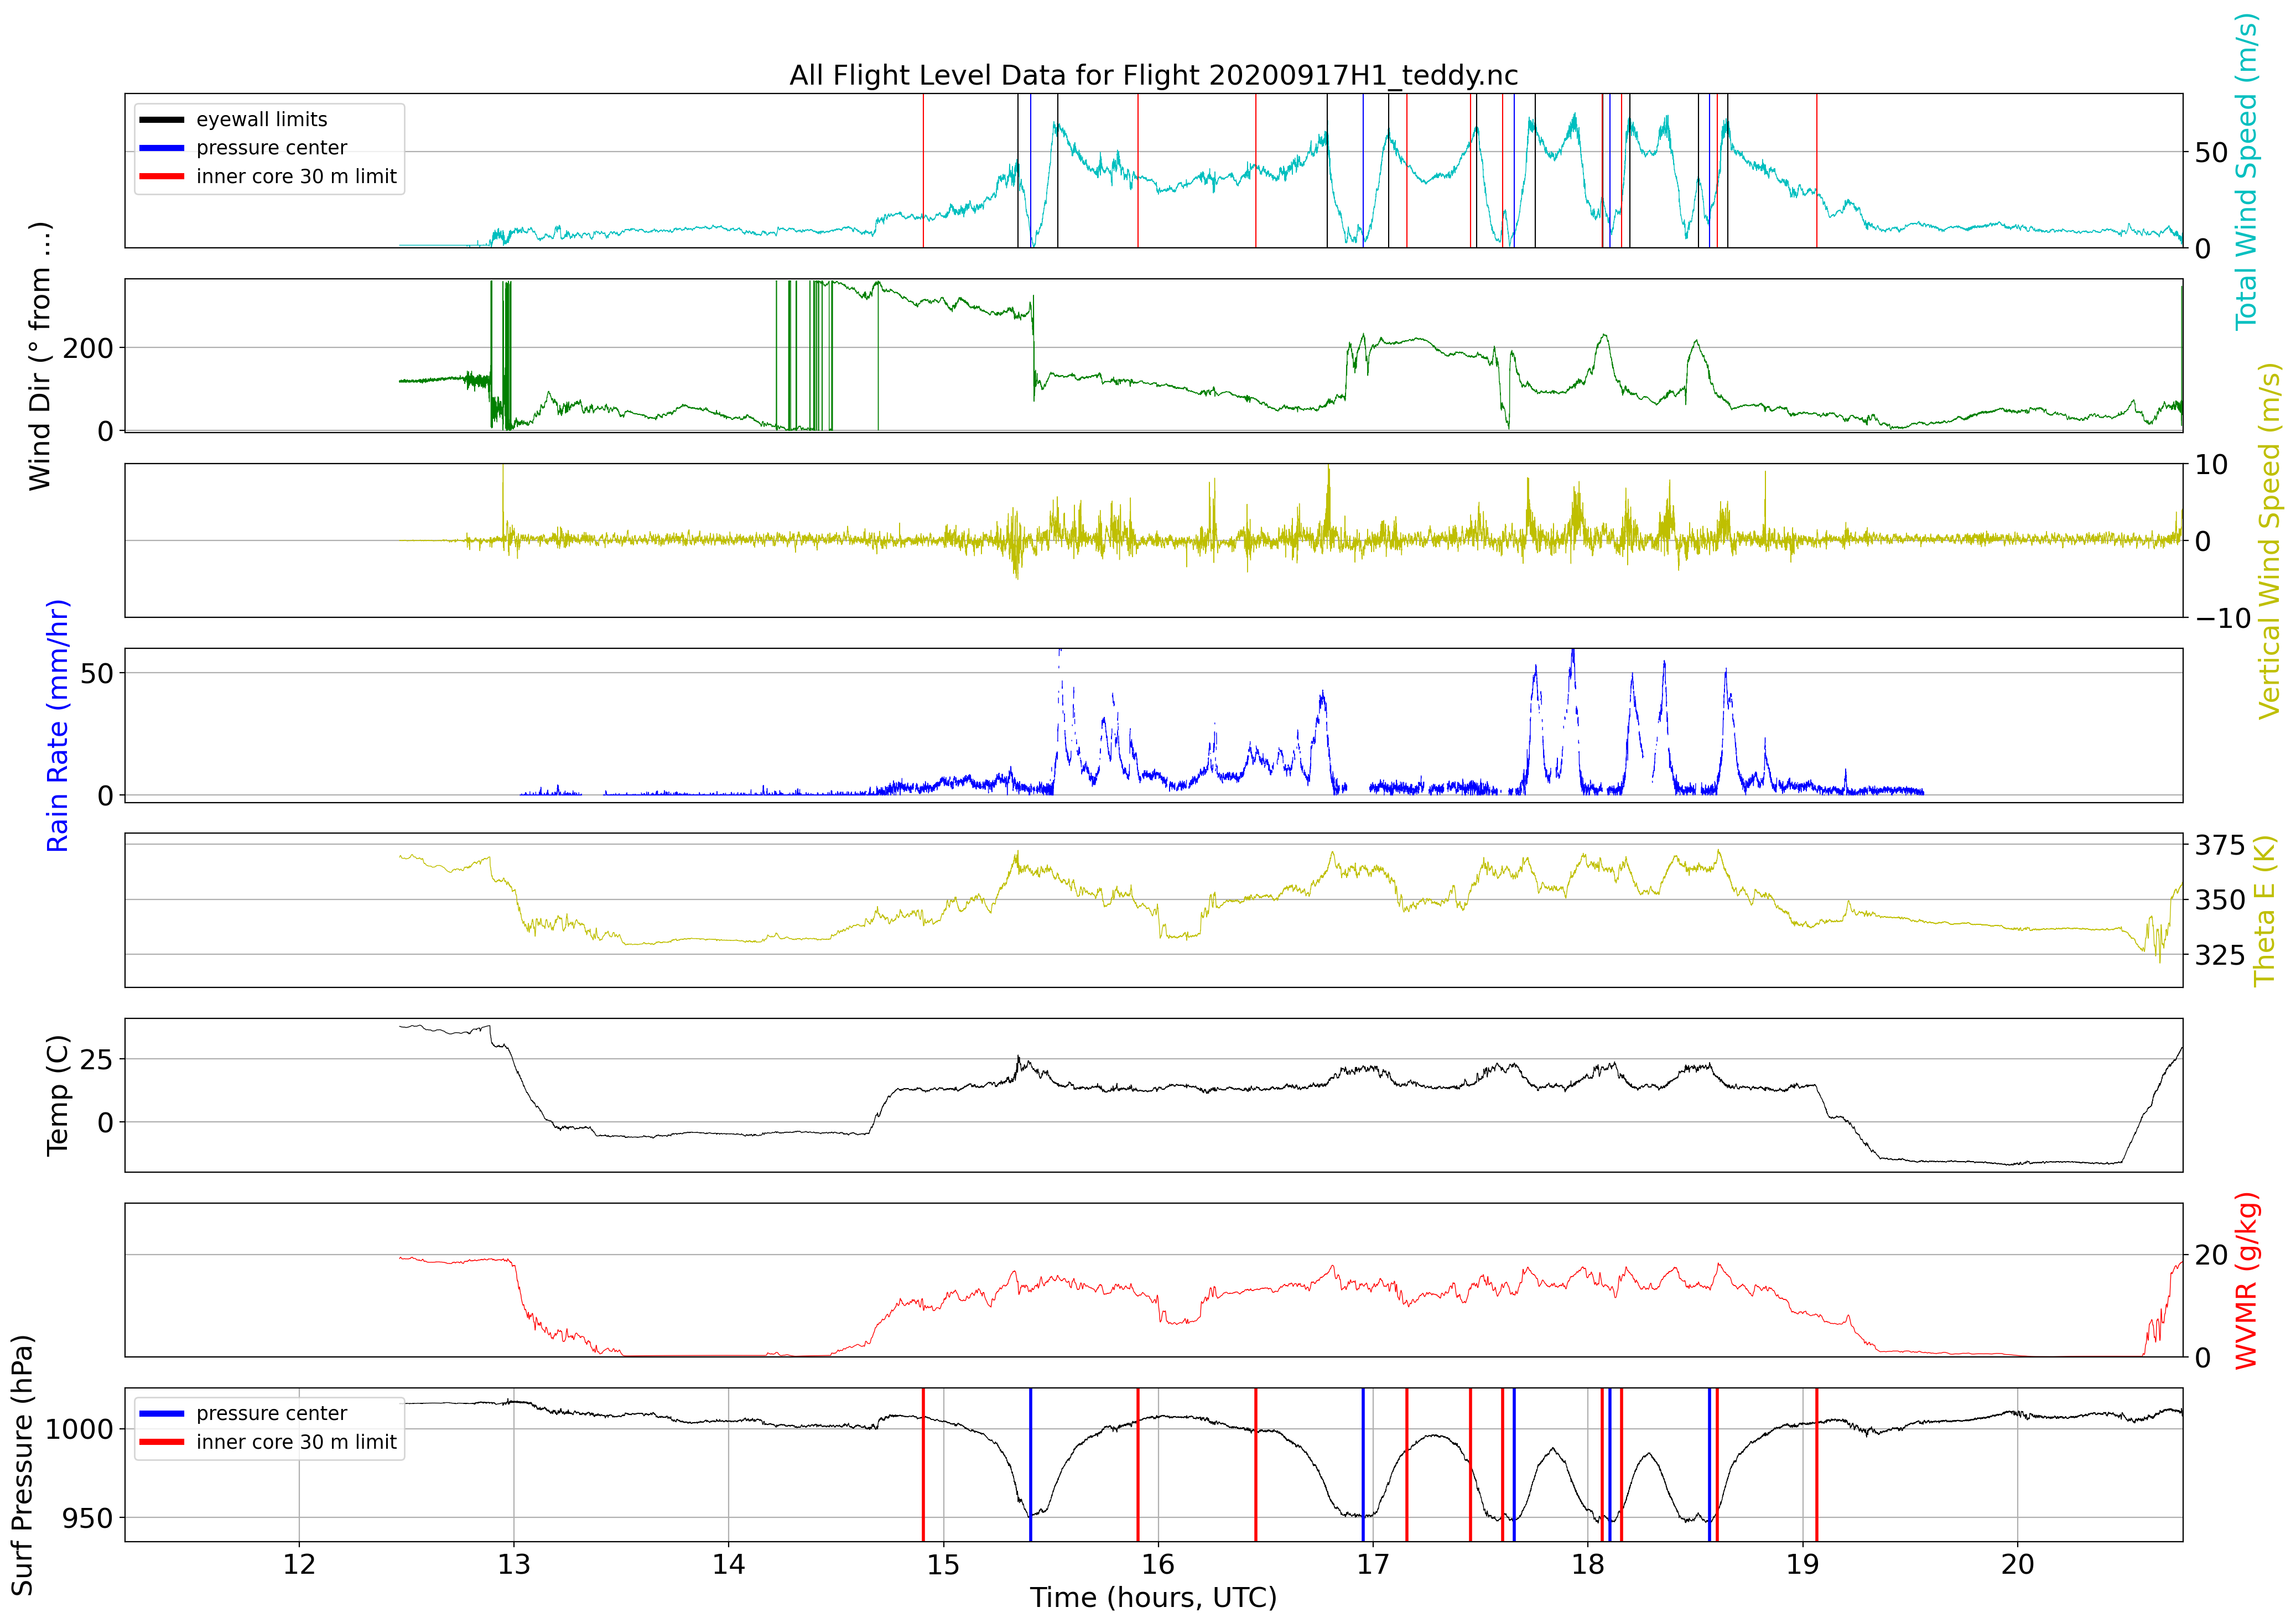 All Flight Level Data for Flight 20200917H1_teddy.nc
eyewall limits
pressure center
inner core 30 m limit
50
0
Total Wind Speed (m/s)
Wind Dir (° from ...)
200
0
10
0
−10
Vertical Wind Speed (m/s)
Rain Rate (mm/hr)
50
0
375
350
325
Theta E (K)
Temp (C)
25
0
20
0
WVMR (g/kg)
Surf Pressure (hPa)
1000
950
pressure center
inner core 30 m limit
12 13 14 15 16 17 18 19 20
Time (hours, UTC)